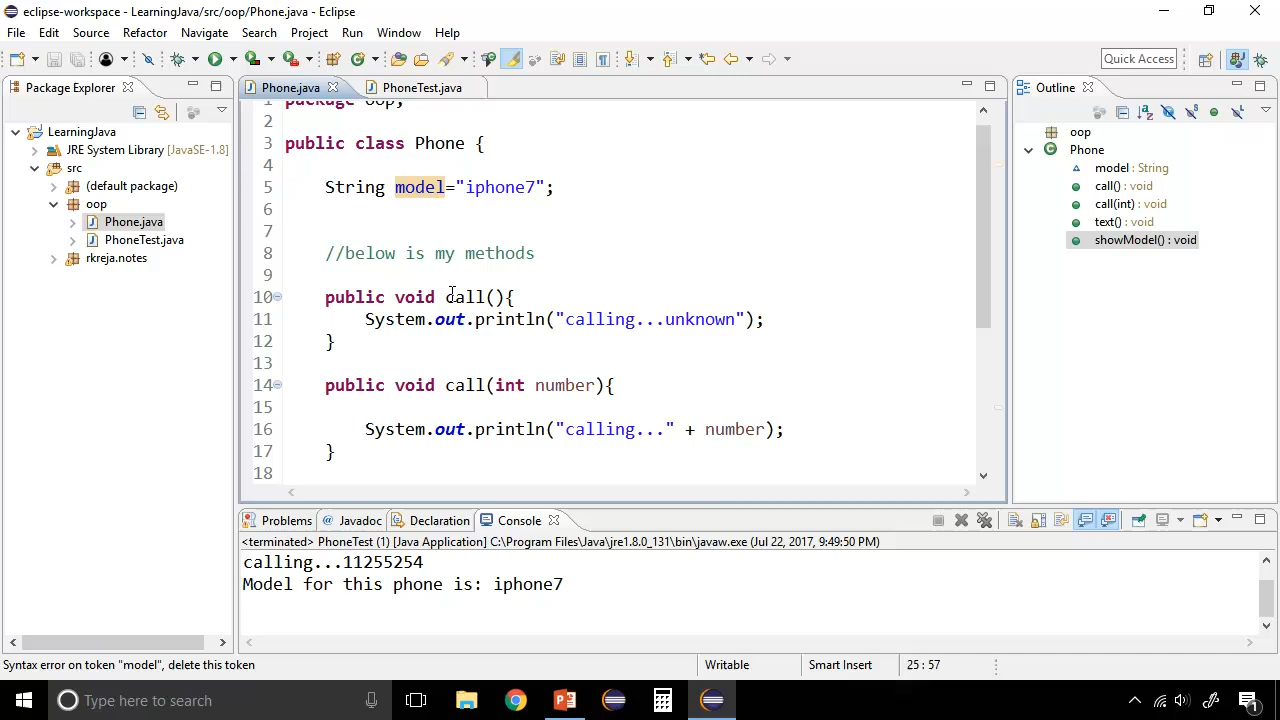 eclipse-workspace - LearningJava/src/oop/Phone.java - Eclipse
File Edit Source Refactor Navigate Search Project Run Window Help
Quick Access
Package Explorer
LearningJava
JRE System Library [JavaSE-1.8]
src
(default package)
oop
Phone.java
PhoneTest.java
rkreja.notes
Phone.java PhoneTest.java
1 package oop;
2
3 public class Phone {
4
5 String model="iphone7";
6
7
8 //below is my methods
9
10 public void call(){
11 System.out.println("calling...unknown");
12 }
13
14 public void call(int number){
15
16 System.out.println("calling..." + number);
17 }
18
Outline
oop
Phone
model : String
call() : void
call(int) : void
text() : void
showModel() : void
Problems @ Javadoc Declaration Console
<terminated> PhoneTest (1) [Java Application] C:\Program Files\Java\jre1.8.0_131\bin\javaw.exe (Jul 22, 2017, 9:49:50 PM)
calling...11255254
Model for this phone is: iphone7
Syntax error on token "model", delete this token Writable Smart Insert 25 : 57
Type here to search
1